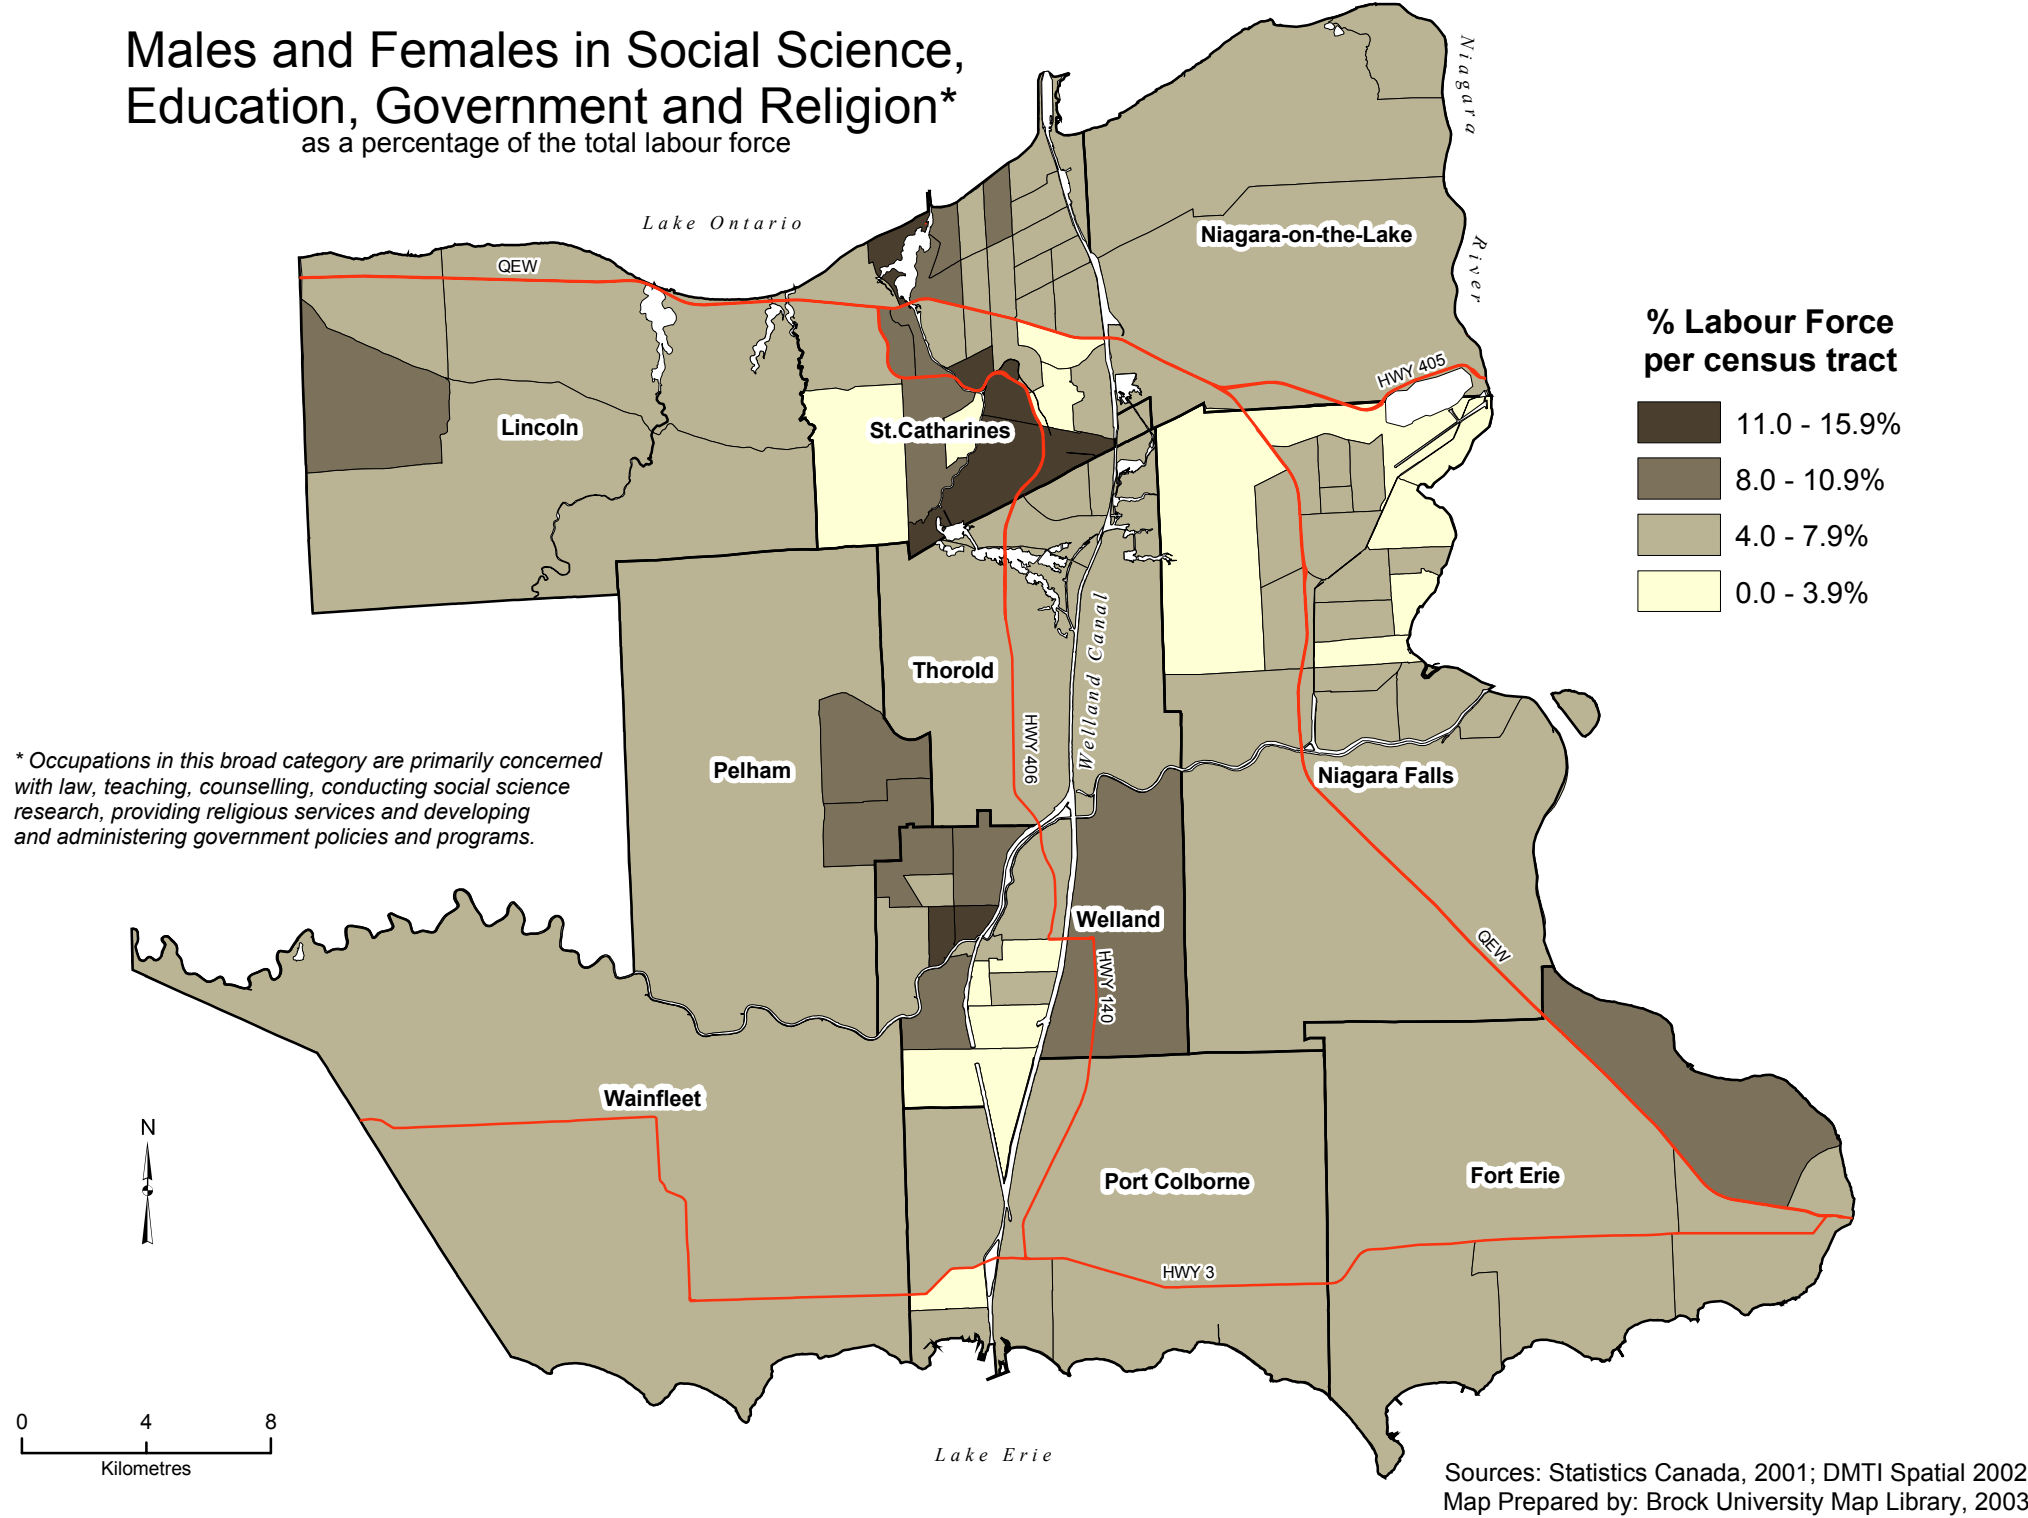 Males and Females in Social Science,
Education, Government and Religion*
as a percentage of the total labour force
Lake Ontario
Niagara
River
QEW
Niagara-on-the-Lake
HWY 405
% Labour Force
per census tract
11.0 - 15.9%
8.0 - 10.9%
4.0 - 7.9%
0.0 - 3.9%
Lincoln
St.Catharines
Thorold
Welland Canal
HWY 406
Pelham
Niagara Falls
* Occupations in this broad category are primarily concerned
with law, teaching, counselling, conducting social science
research, providing religious services and developing
and administering government policies and programs.
Welland
HWY 140
QEW
Wainfleet
N
Port Colborne
Fort Erie
HWY 3
0 4 8
Kilometres
Lake Erie
Sources: Statistics Canada, 2001; DMTI Spatial 2002
Map Prepared by: Brock University Map Library, 2003